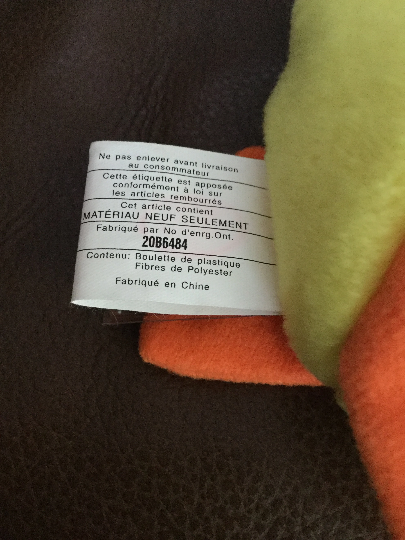 Ne pas enlever avant livraison
au consommateur
Cette étiquette est apposée
conformément à loi sur
les articles rembourrés
Cet article contient
MATÉRIAU NEUF SEULEMENT
Fabriqué par No d'enrg.Ont.
20B6484
Contenu: Boulette de plastique
Fibres de Polyester
Fabriqué en Chine